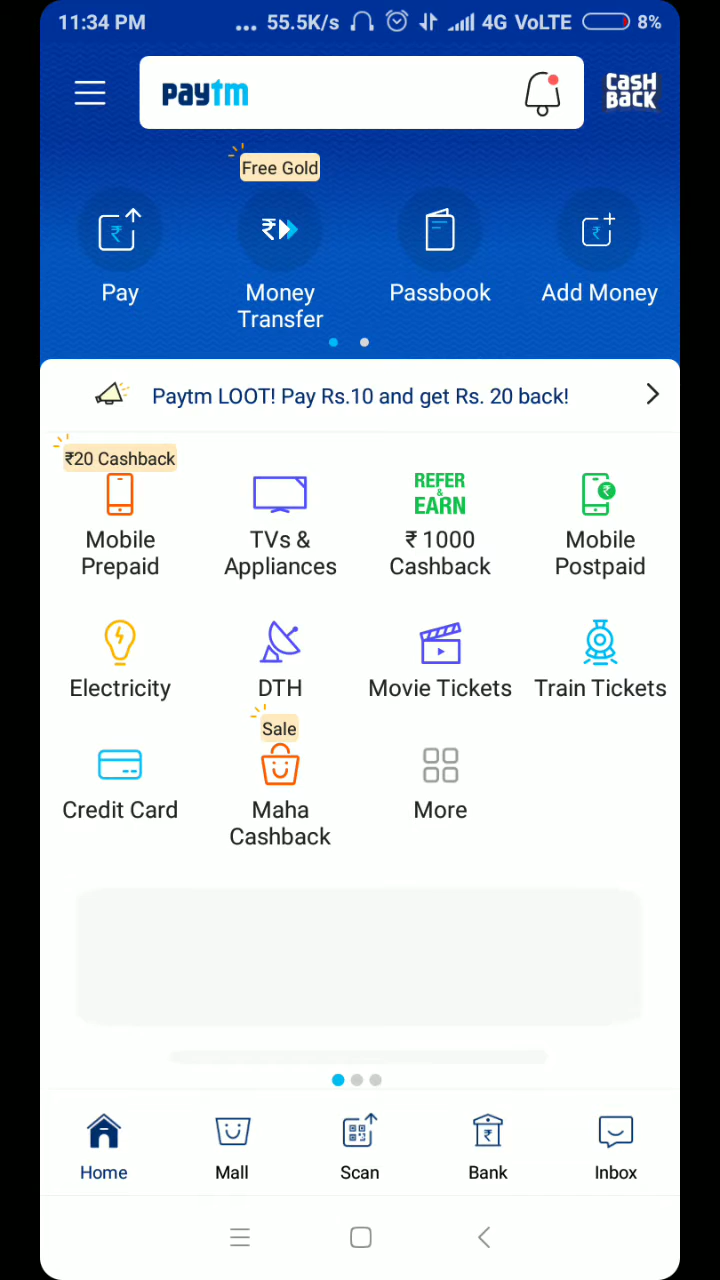 11:34 PM ... 55.5K/s 4G VoLTE 8%
paytm
CASH
BACK
Free Gold
Pay
Money
Transfer
Passbook
Add Money
Paytm LOOT! Pay Rs.10 and get Rs. 20 back!
₹20 Cashback
Mobile
Prepaid
TVs &
Appliances
REFER
&
EARN
₹ 1000
Cashback
Mobile
Postpaid
Electricity
DTH
Movie Tickets
Train Tickets
Sale
Credit Card
Maha
Cashback
More
Home
Mall
Scan
Bank
Inbox